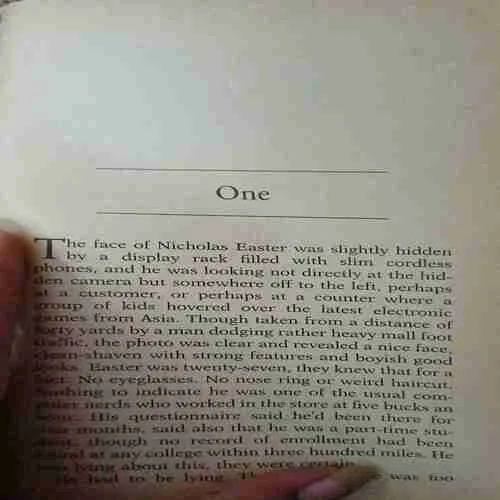 One
The face of Nicholas Easter was slightly hidden
by a display rack filled with slim cordless
phones, and he was looking not directly at the hid-
den camera but somewhere off to the left, perhaps
at a customer, or perhaps at a counter where a
group of kids hovered over the latest electronic
games from Asia. Though taken from a distance of
forty yards by a man dodging rather heavy mall foot
traffic, the photo was clear and revealed a nice face,
clean-shaven with strong features and boyish good
looks. Easter was twenty-seven, they knew that for a
fact. No eyeglasses. No nose ring or weird haircut.
Nothing to indicate he was one of the usual com-
puter nerds who worked in the store at five bucks an
hour. His questionnaire said he'd been there for
four months, said also that he was a part-time stu-
dent, though no record of enrollment had been
found at any college within three hundred miles. He
was lying about this, they were certain.
He had to be lying. was too